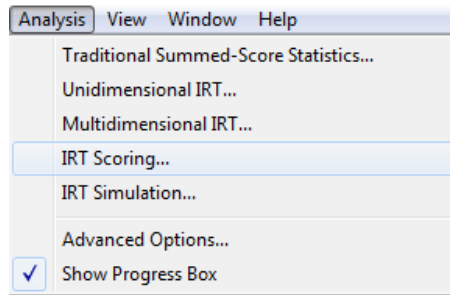 Analysis View Window Help
Traditional Summed-Score Statistics...
Unidimensional IRT...
Multidimensional IRT...
IRT Scoring...
IRT Simulation...
Advanced Options...
Show Progress Box